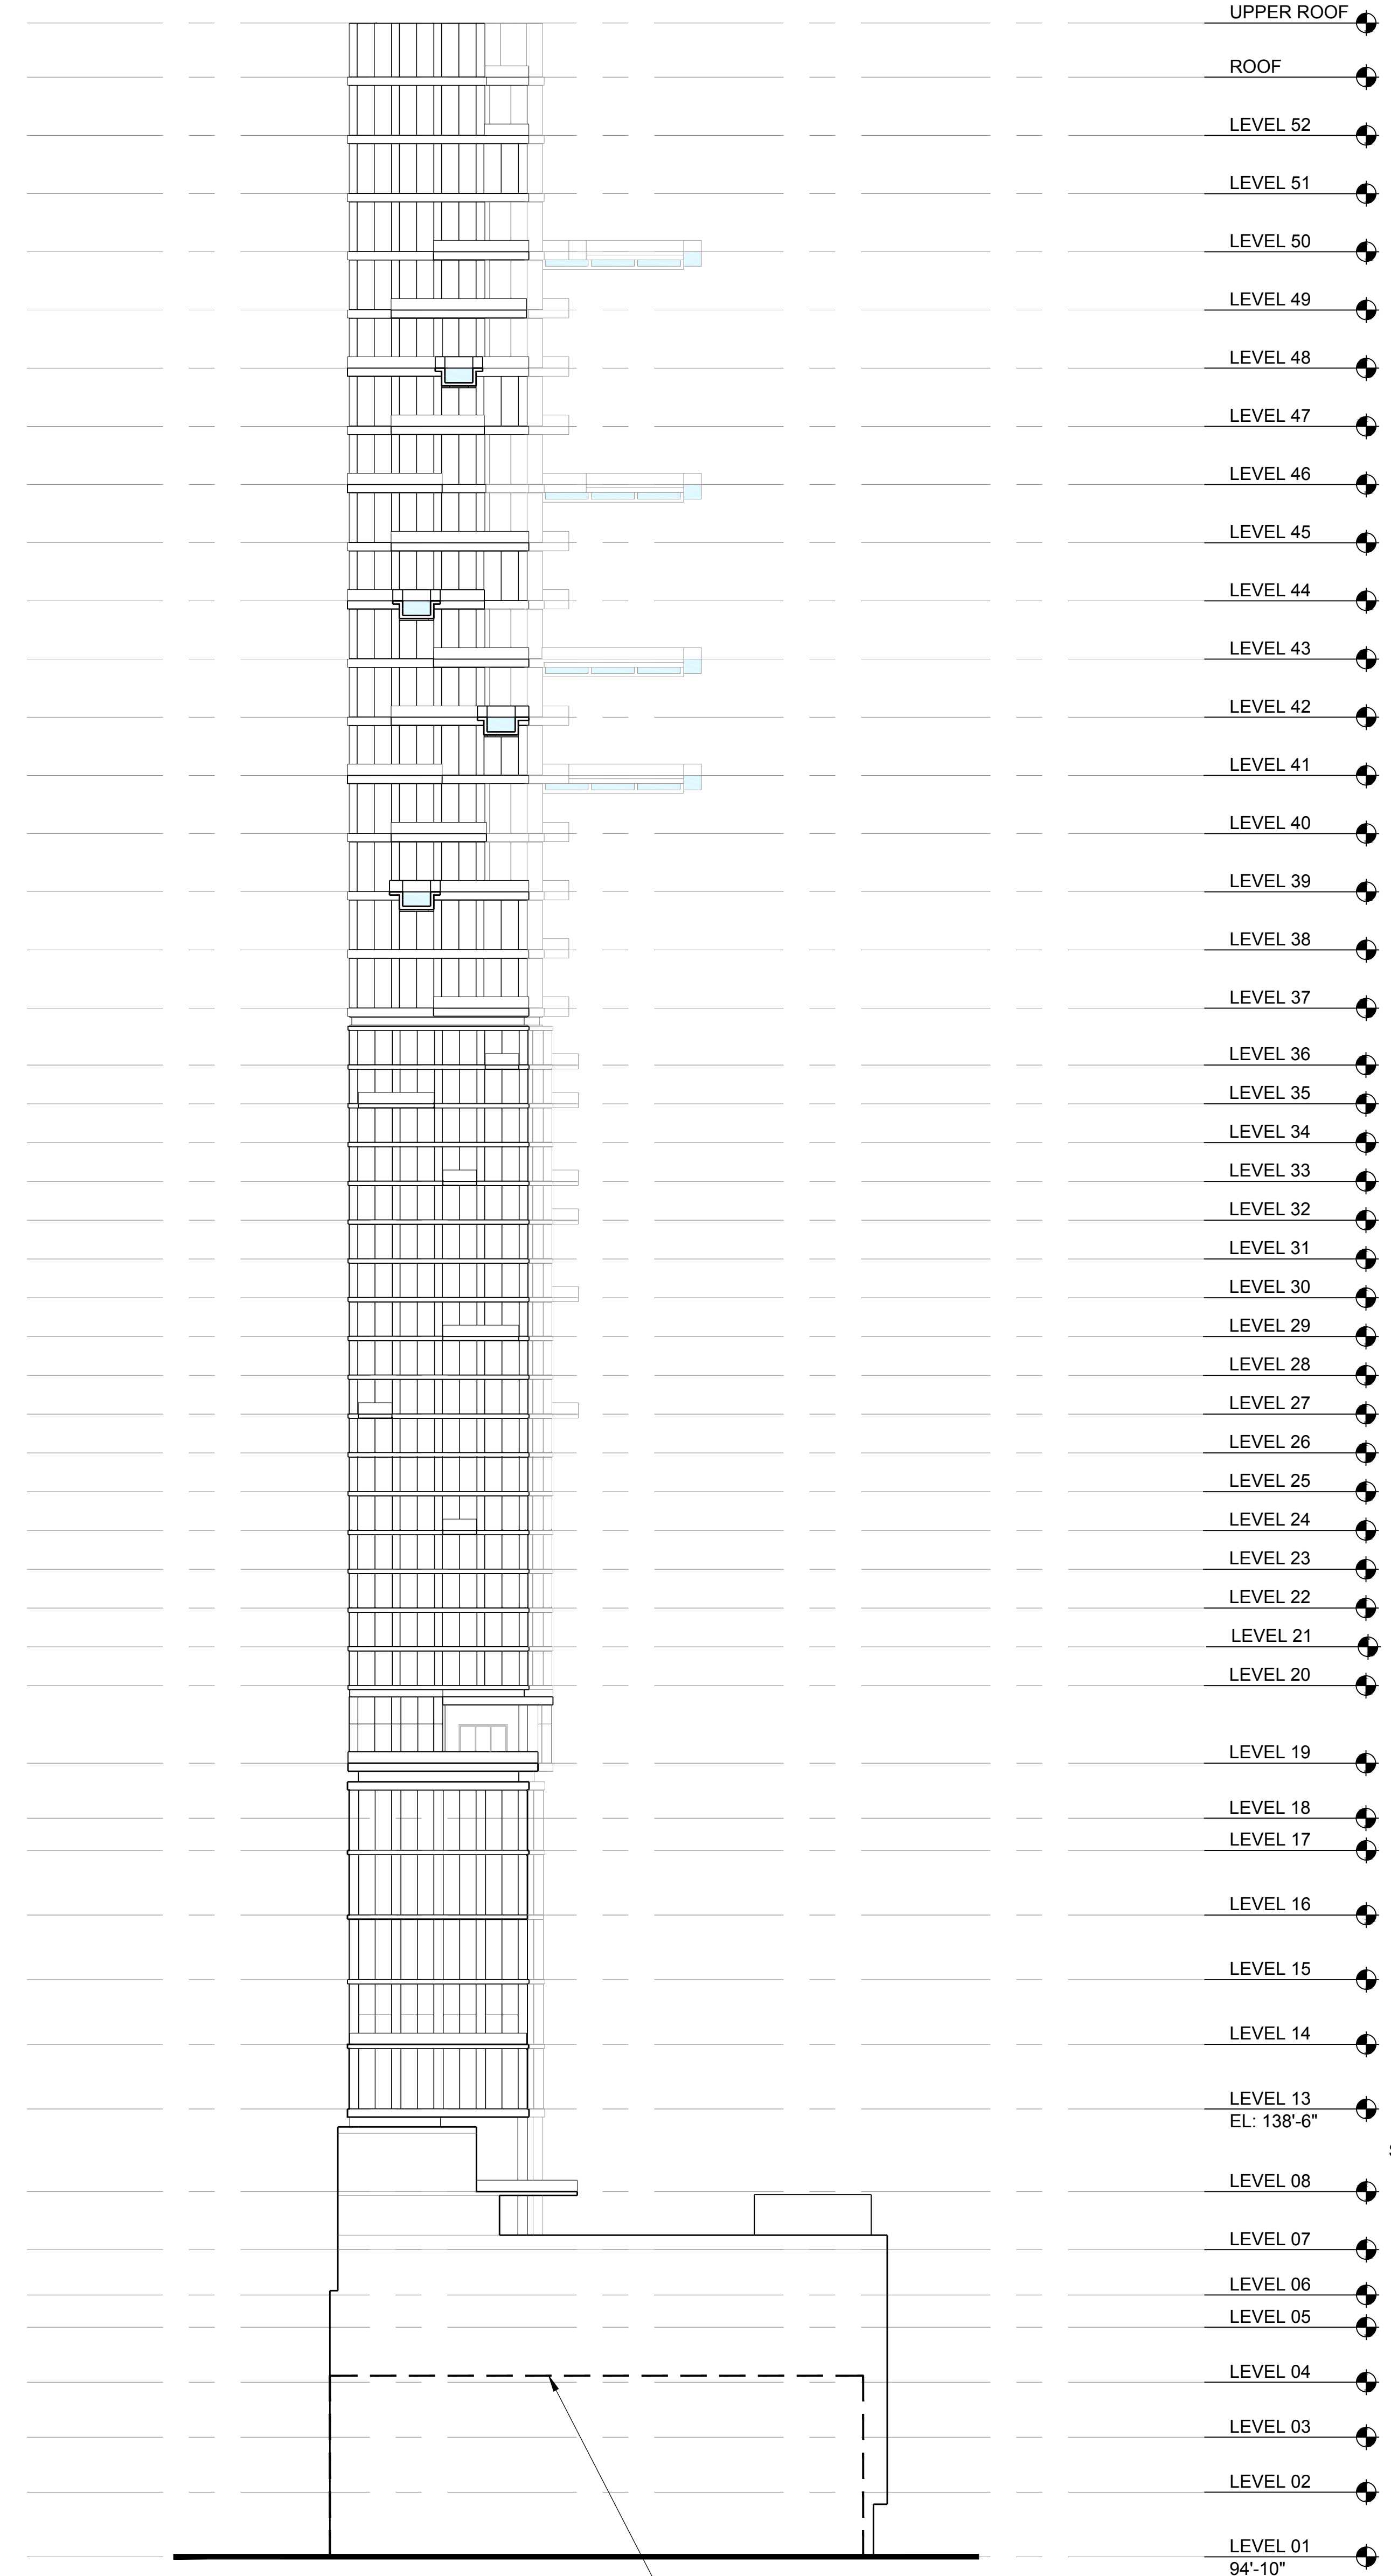 UPPER ROOF
ROOF
LEVEL 52
LEVEL 51
LEVEL 50
LEVEL 49
LEVEL 48
LEVEL 47
LEVEL 46
LEVEL 45
LEVEL 44
LEVEL 43
LEVEL 42
LEVEL 41
LEVEL 40
LEVEL 39
LEVEL 38
LEVEL 37
LEVEL 36
LEVEL 35
LEVEL 34
LEVEL 33
LEVEL 32
LEVEL 31
LEVEL 30
LEVEL 29
LEVEL 28
LEVEL 27
LEVEL 26
LEVEL 25
LEVEL 24
LEVEL 23
LEVEL 22
LEVEL 21
LEVEL 20
LEVEL 19
LEVEL 18
LEVEL 17
LEVEL 16
LEVEL 15
LEVEL 14
LEVEL 13
EL: 138'-6"
LEVEL 08
LEVEL 07
LEVEL 06
LEVEL 05
LEVEL 04
LEVEL 03
LEVEL 02
LEVEL 01
94'-10"